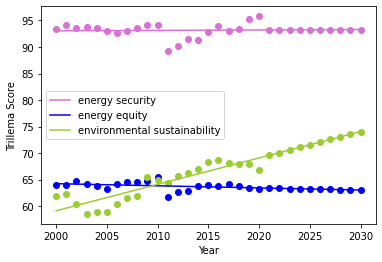 95
90
85
80
75
70
65
60
Trillema Score
energy security
energy equity
environmental sustainability
2000 2005 2010 2015 2020 2025 2030
Year